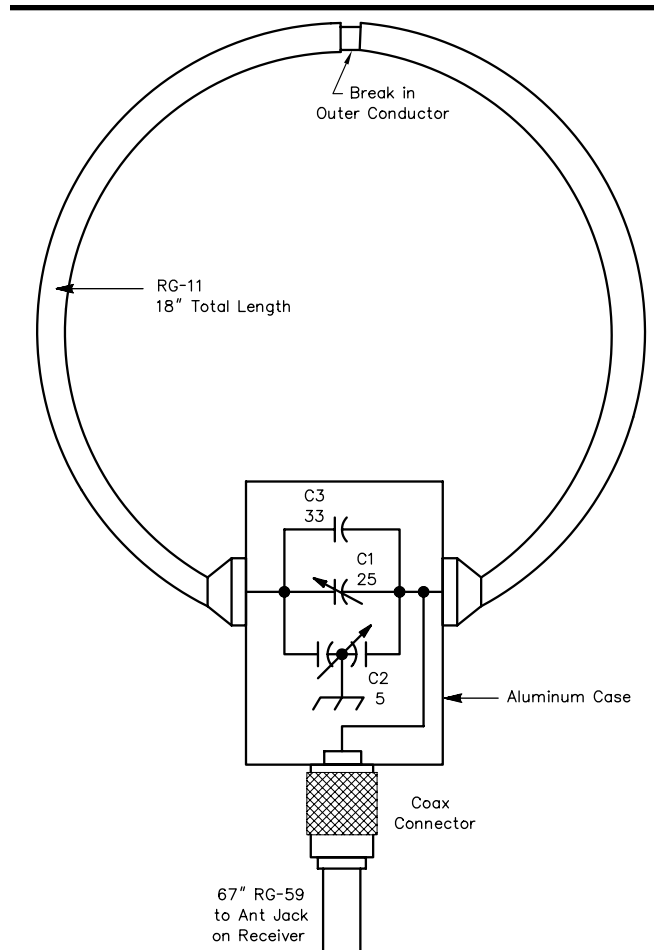 Break in
Outer Conductor
RG-11
18" Total Length
C3
33
C1
25
C2
5
Aluminum Case
Coax
Connector
67" RG-59
to Ant Jack
on Receiver